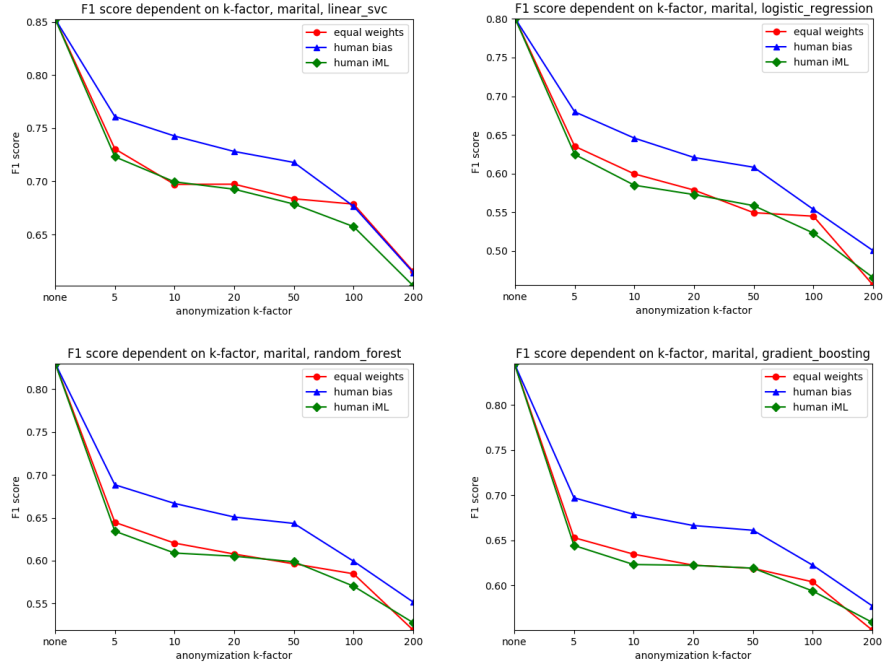 F1 score dependent on k-factor, marital, linear_svc
0.85
0.80
0.75
0.70
0.65
F1 score
equal weights
human bias
human iML
none 5 10 20 50 100 200
anonymization k-factor
F1 score dependent on k-factor, marital, logistic_regression
0.80
0.75
0.70
0.65
0.60
0.55
0.50
F1 score
equal weights
human bias
human iML
none 5 10 20 50 100 200
anonymization k-factor
F1 score dependent on k-factor, marital, random_forest
0.80
0.75
0.70
0.65
0.60
0.55
F1 score
equal weights
human bias
human iML
none 5 10 20 50 100 200
anonymization k-factor
F1 score dependent on k-factor, marital, gradient_boosting
0.80
0.75
0.70
0.65
0.60
F1 score
equal weights
human bias
human iML
none 5 10 20 50 100 200
anonymization k-factor